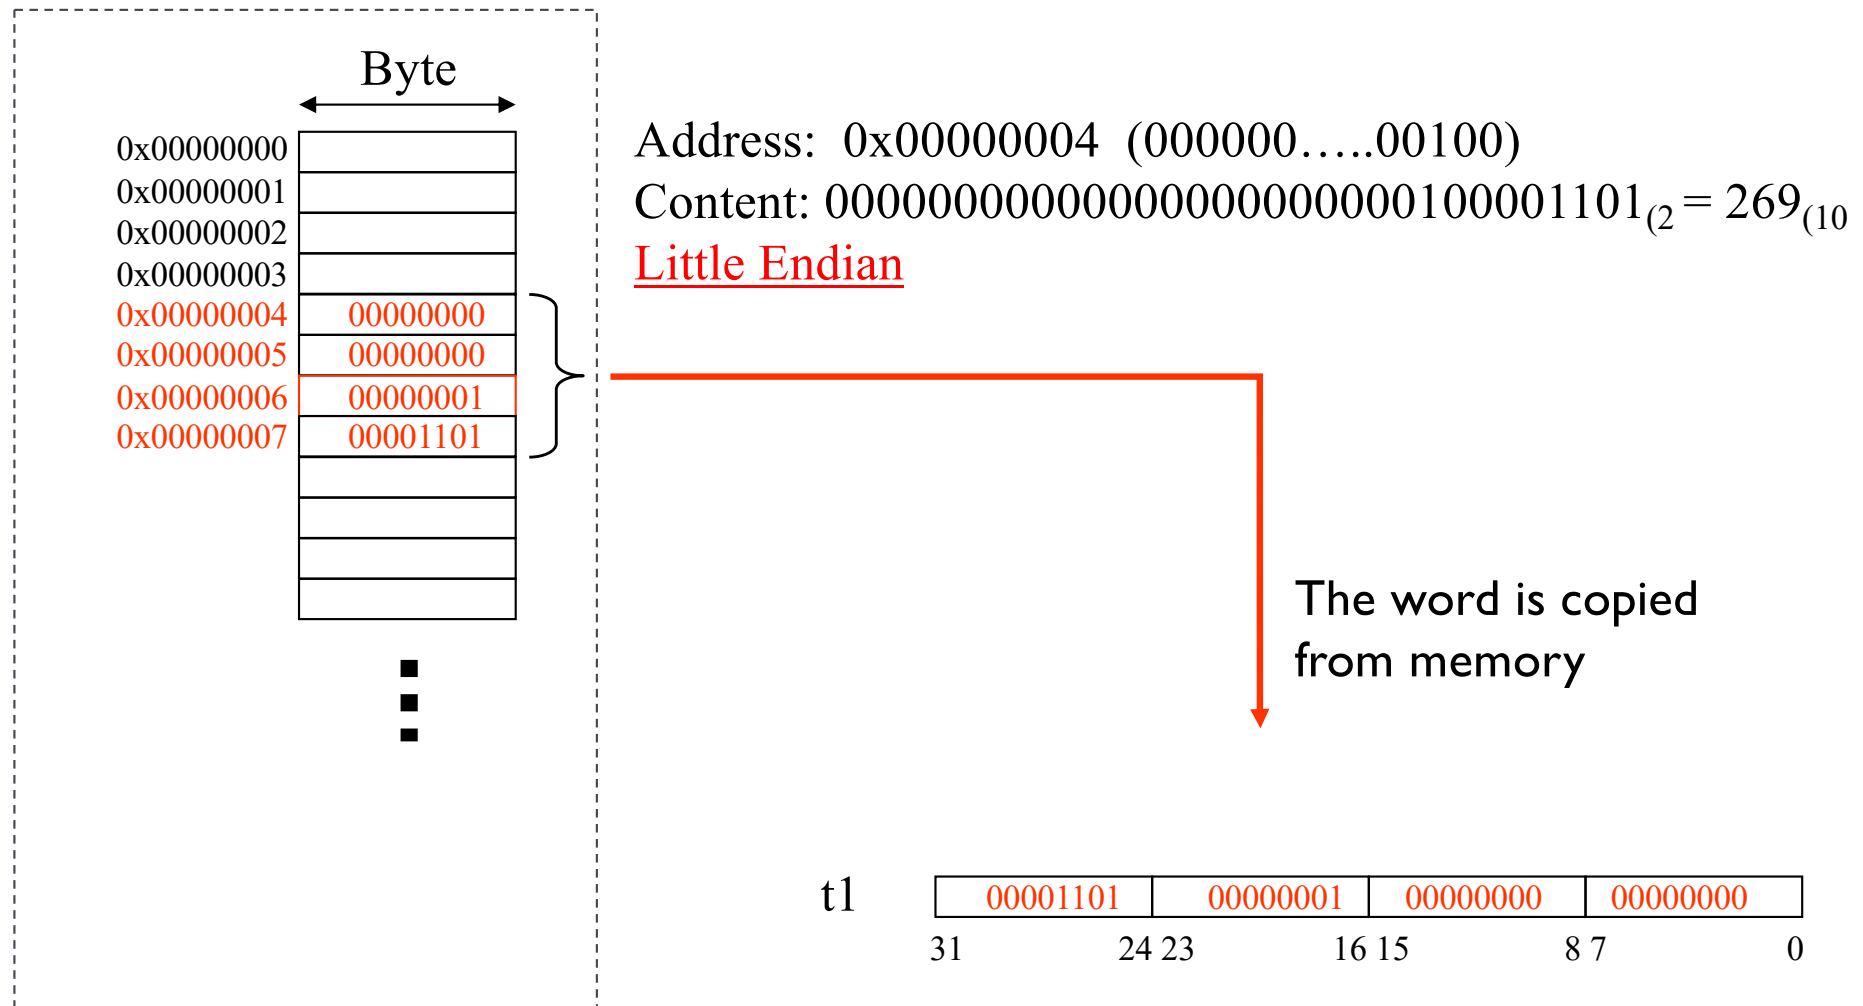 Byte
0x00000000
0x00000001
0x00000002
0x00000003
0x00000004 00000000
0x00000005 00000000
0x00000006 00000001
0x00000007 00001101
Address: 0x00000004 (000000.....00100)
Content: 00000000000000000000000100001101(2 = 269(10
Little Endian
The word is copied
from memory
t1 00001101 00000001 00000000 00000000
31 24 23 16 15 8 7 0